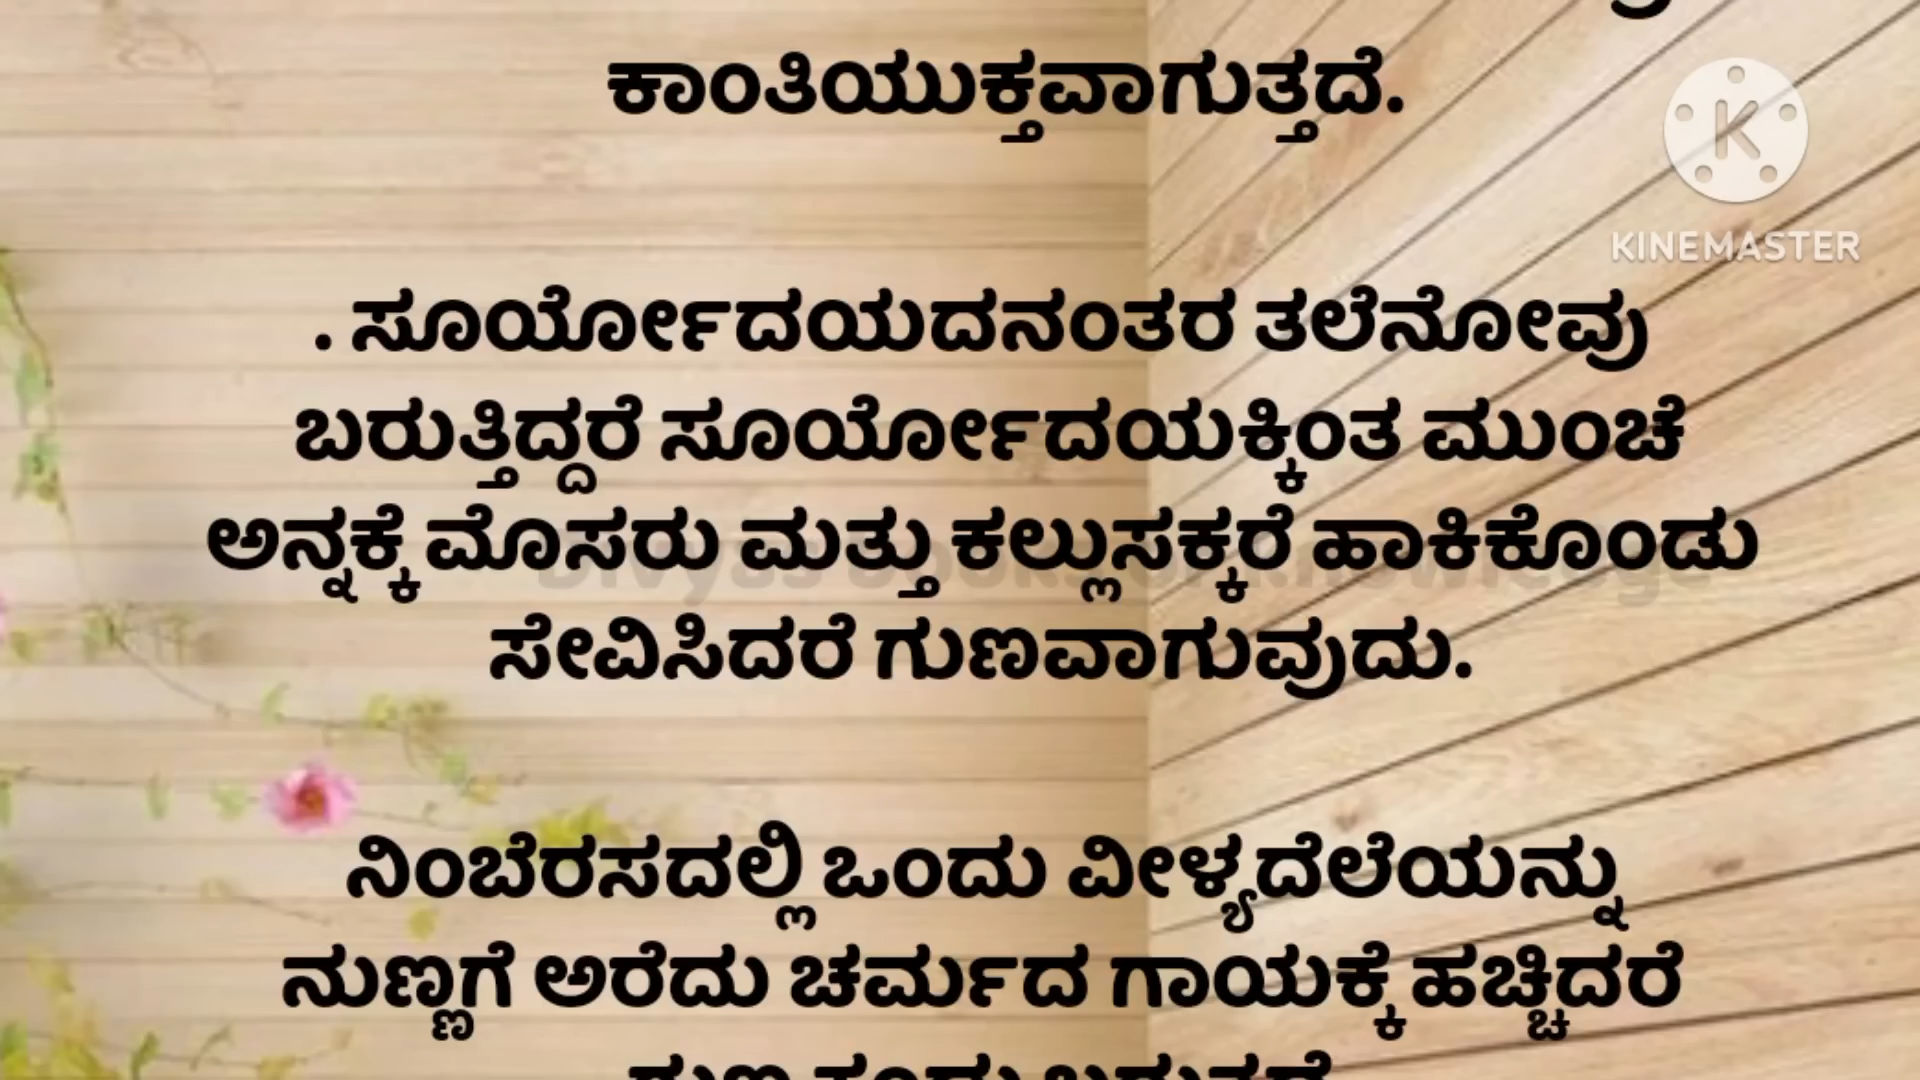 ಕಾಂತಿಯುಕ್ತವಾಗುತ್ತದೆ.
KINEMASTER
. ಸೂರ್ಯೋದಯದನಂತರ ತಲೆನೋವು
ಬರುತ್ತಿದ್ದರೆ ಸೂರ್ಯೋದಯಕ್ಕಿಂತ ಮುಂಚೆ
ಅನ್ನಕ್ಕೆ ಮೊಸರು ಮತ್ತು ಕಲ್ಲುಸಕ್ಕರೆ ಹಾಕಿಕೊಂಡು
ಸೇವಿಸಿದರೆ ಗುಣವಾಗುವುದು.
ನಿಂಬೆರಸದಲ್ಲಿ ಒಂದು ವೀಳ್ಯದೆಲೆಯನ್ನು
ನುಣ್ಣಗೆ ಅರೆದು ಚರ್ಮದ ಗಾಯಕ್ಕೆ ಹಚ್ಚಿದರೆ